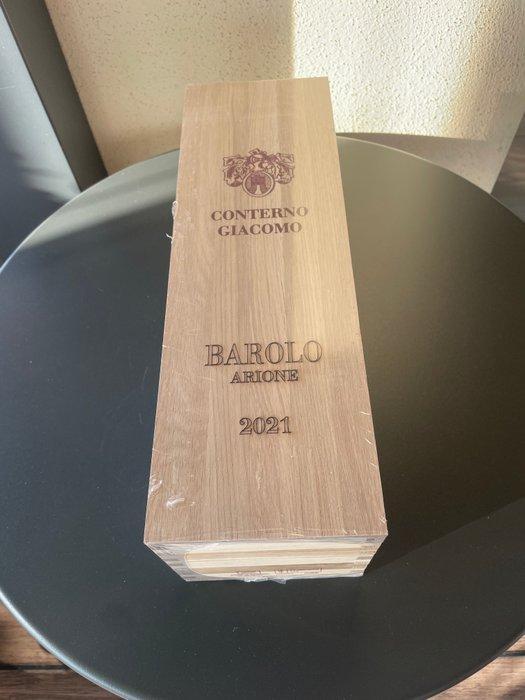 CONTERNO
GIACOMO
BAROLO
ARIONE
2021